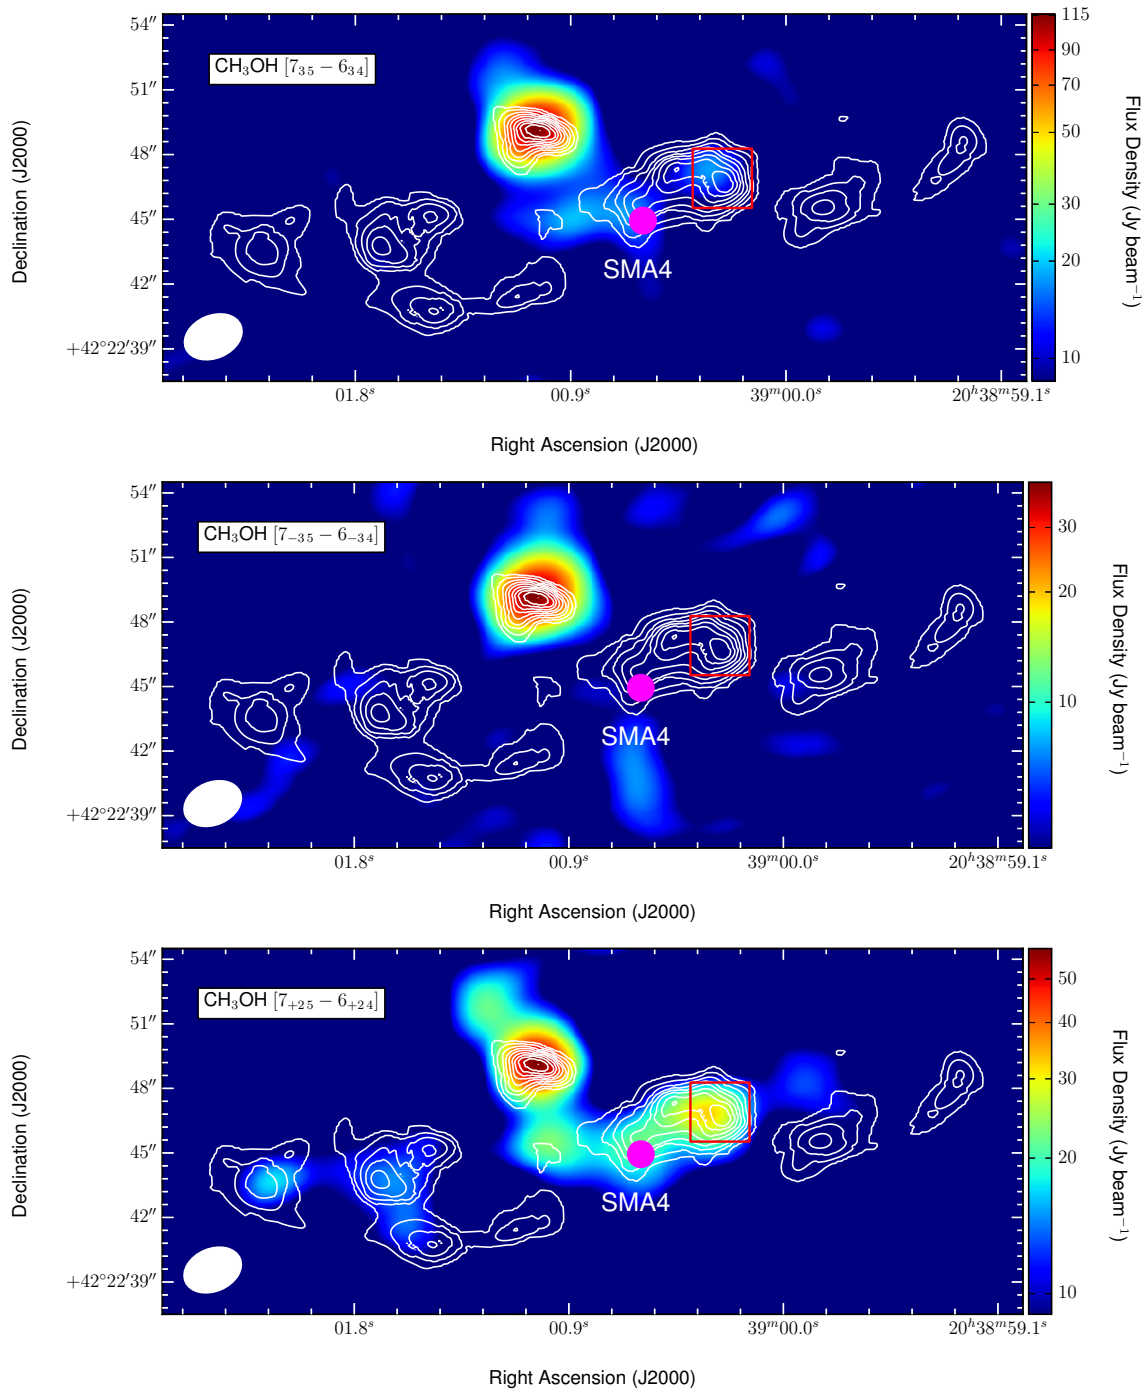 54″
51″
48″
45″
42″
+42°22′39″
Declination (J2000)
CH₃OH [7₃₅ − 6₃₄]
SMA4
01.8ˢ
00.9ˢ
39ᵐ00.0ˢ
20ʰ38ᵐ59.1ˢ
Right Ascension (J2000)
115
90
70
50
30
20
10
Flux Density (Jy beam⁻¹)
54″
51″
48″
45″
42″
+42°22′39″
Declination (J2000)
CH₃OH [7₋₃₅ − 6₋₃₄]
SMA4
01.8ˢ
00.9ˢ
39ᵐ00.0ˢ
20ʰ38ᵐ59.1ˢ
Right Ascension (J2000)
30
20
10
Flux Density (Jy beam⁻¹)
54″
51″
48″
45″
42″
+42°22′39″
Declination (J2000)
CH₃OH [7₊₂₅ − 6₊₂₄]
SMA4
01.8ˢ
00.9ˢ
39ᵐ00.0ˢ
20ʰ38ᵐ59.1ˢ
Right Ascension (J2000)
50
40
30
20
10
Flux Density (Jy beam⁻¹)